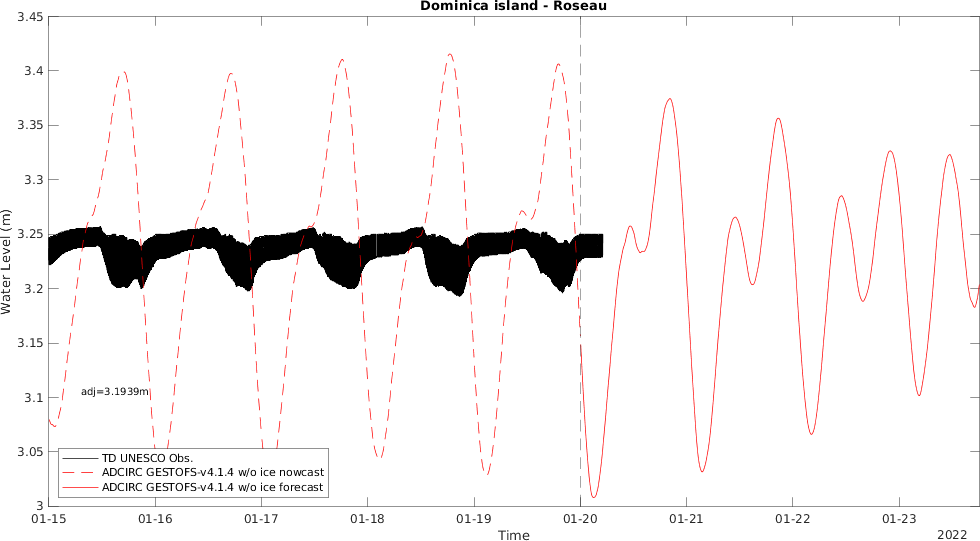 Dominica island - Roseau
3.45
3.4
3.35
3.3
3.25
3.2
3.15
3.1
3.05
3
Water Level (m)
adj=3.1939m
TD UNESCO Obs.
ADCIRC GESTOFS-v4.1.4 w/o ice nowcast
ADCIRC GESTOFS-v4.1.4 w/o ice forecast
01-15 01-16 01-17 01-18 01-19 01-20 01-21 01-22 01-23
Time
2022